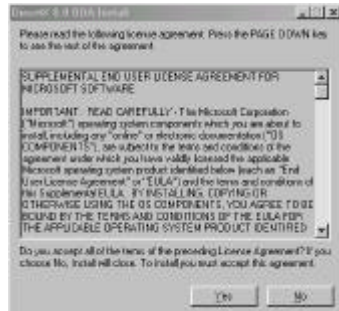 DirectX 8.0 Install
Please read the following license agreement. Press the PAGE DOWN key
to see the rest of the agreement.
SUPPLEMENTAL END USER LICENSE AGREEMENT FOR
MICROSOFT SOFTWARE
IMPORTANT: READ CAREFULLY - The Microsoft Corporation
("Microsoft") operating system components which you are about to
install, including any "online" or electronic documentation ("OS
COMPONENTS"), are subject to the terms and conditions of the
agreement under which you have validly licensed the applicable
Microsoft operating system product identified below (each an "End
User License Agreement" or "EULA") and the terms and conditions of
this Supplemental EULA. BY INSTALLING, COPYING OR
OTHERWISE USING THE OS COMPONENTS, YOU AGREE TO BE
BOUND BY THE TERMS AND CONDITIONS OF THE EULA FOR
THE APPLICABLE OPERATING SYSTEM PRODUCT IDENTIFIED
Do you accept all of the terms of the preceding License Agreement? If you
choose No, Install will close. To install you must accept this agreement.
Yes
No